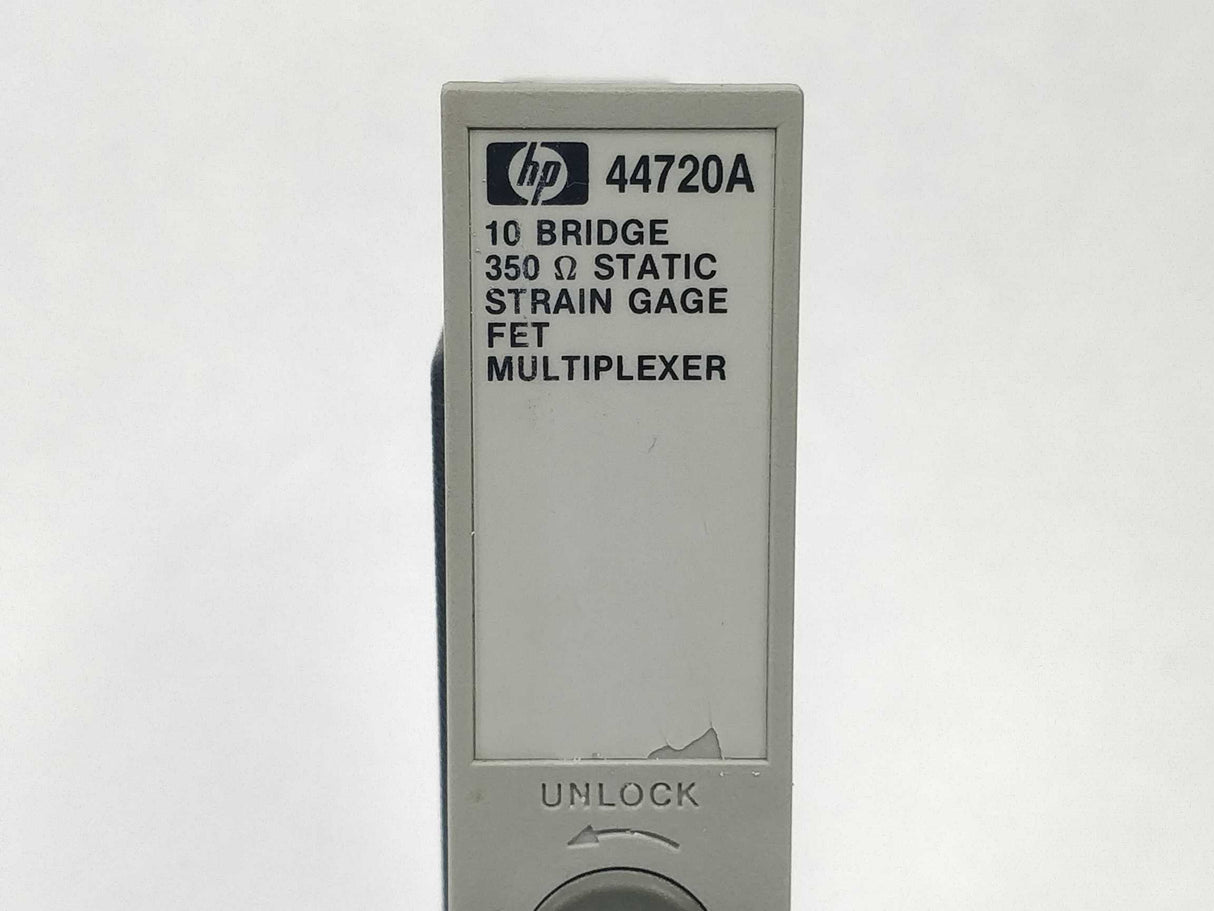 hp 44720A
10 BRIDGE
350 Ω STATIC
STRAIN GAGE
FET
MULTIPLEXER
UNLOCK